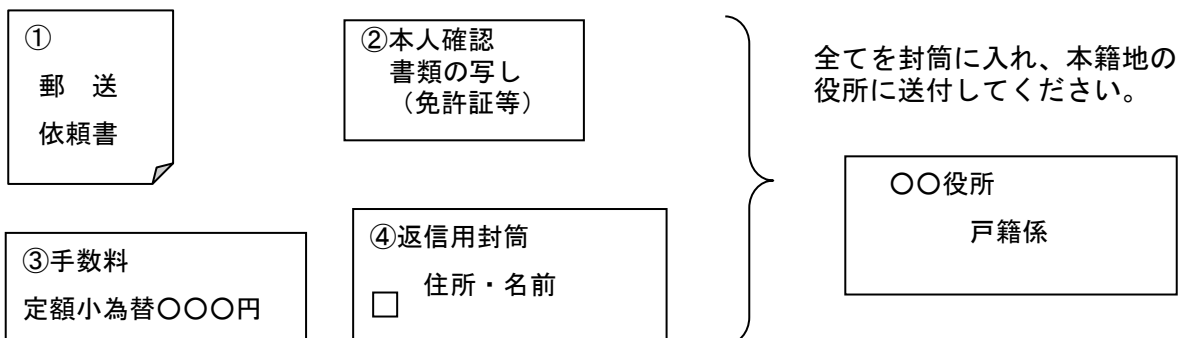 ①
郵　送
依頼書
②本人確認
書類の写し
（免許証等）
③手数料
定額小為替〇〇〇円
④返信用封筒
住所・名前
全てを封筒に入れ、本籍地の
役所に送付してください。
〇〇役所
戸籍係